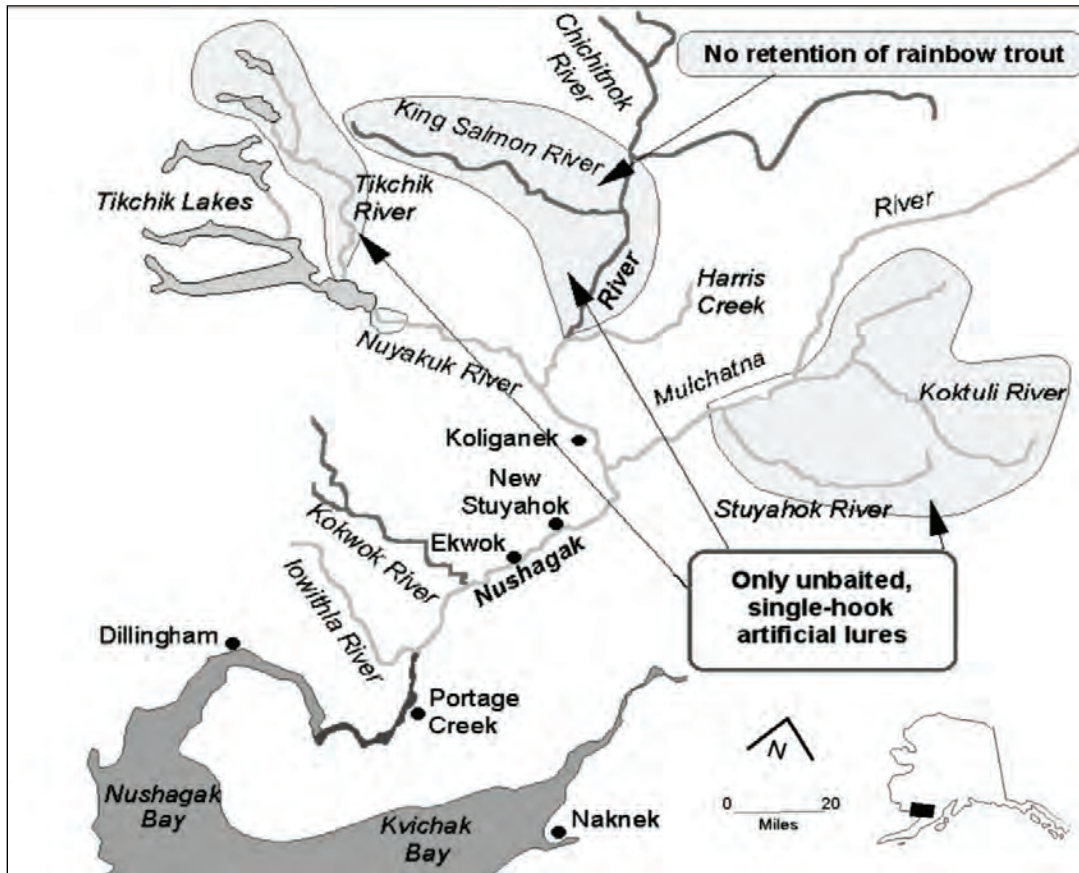 Chichitnok
River
No retention of rainbow trout
King Salmon River
Tikchik
River
Tikchik Lakes
River
River
Harris
Creek
Nuyakuk River
Mulchatna
Koktuli River
Koliganek
New
Stuyahok
Stuyahok River
Ekwok
Nushagak
Kokwok River
Iowithla River
Only unbaited,
single-hook
artificial lures
Dillingham
Portage
Creek
N
0 20
Miles
Nushagak
Bay
Kvichak
Bay
Naknek